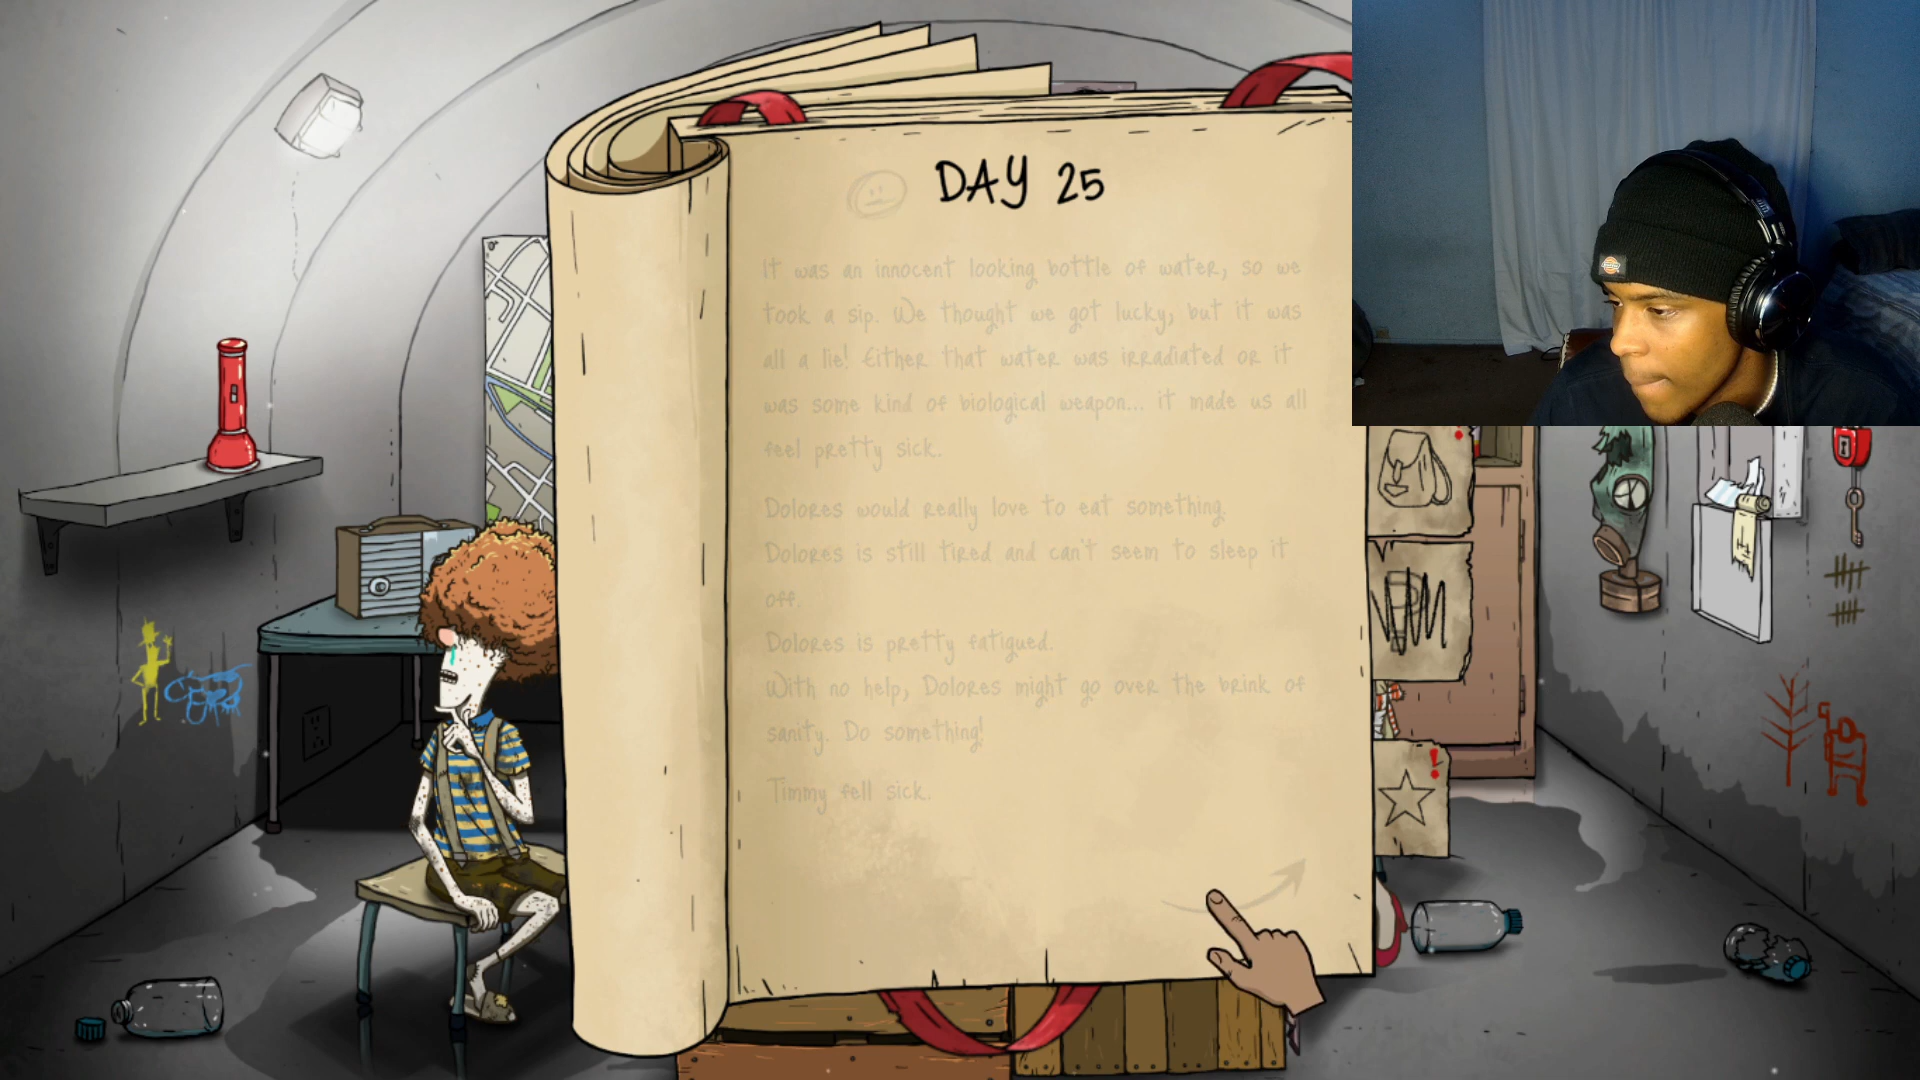 DAY 25
It was an innocent looking bottle of water, so we
took a sip. We thought we got lucky, but it was
all a lie! Either that water was irradiated or it
was some kind of biological weapon... it made us all
feel pretty sick.
Dolores would really love to eat something.
Dolores is still tired and can't seem to sleep it
off.
Dolores is pretty fatigued.
With no help, Dolores might go over the brink of
sanity. Do something!
Timmy fell sick.